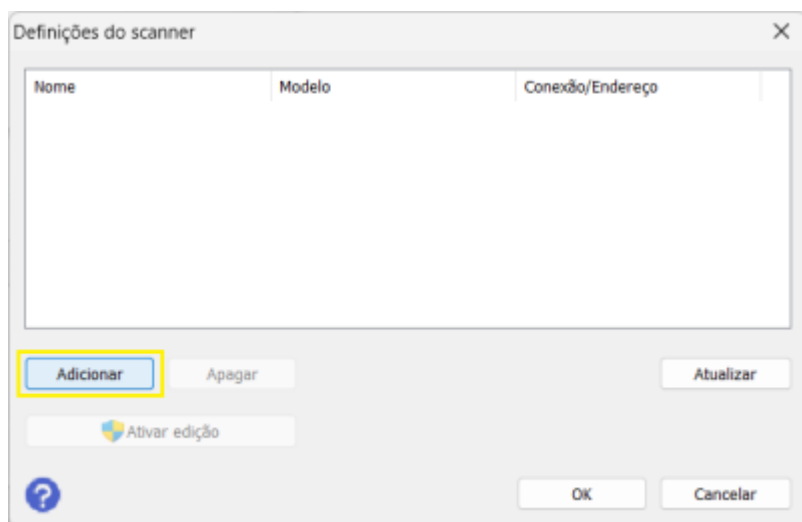 Definições do scanner
Nome Modelo Conexão/Endereço
Adicionar Apagar Atualizar
Ativar edição
? OK Cancelar